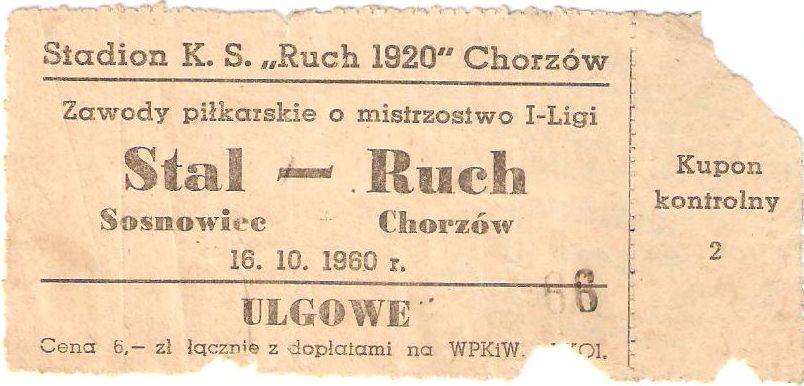 Stadion K. S. „Ruch 1920” Chorzów
Zawody piłkarskie o mistrzostwo I-Ligi
Stal — Ruch
Sosnowiec - Chorzów
16. 10. 1960 r.
ULGOWE
Cena 6,— zł łącznie z dopłatami na WPKiW.
Kupon
kontrolny
2